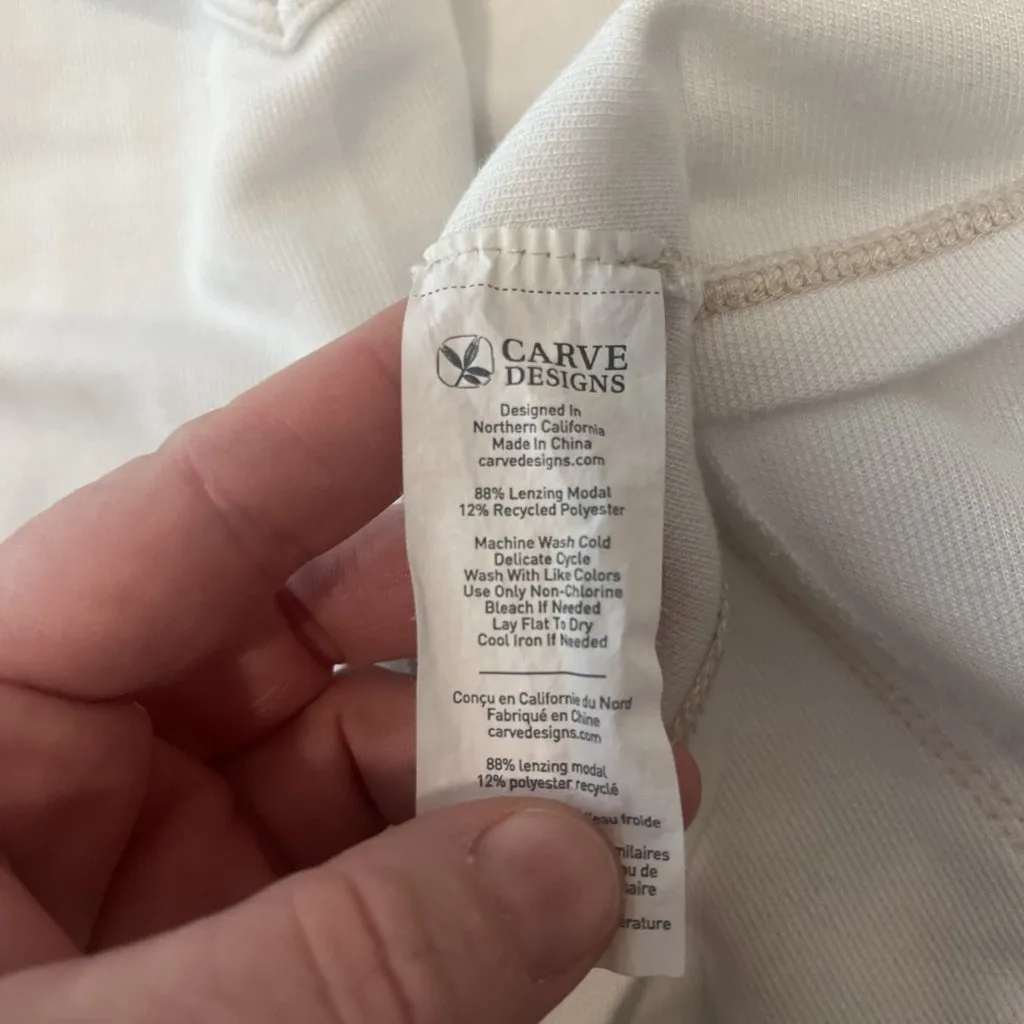 CARVE
DESIGNS
Designed In
Northern California
Made In China
carvedesigns.com
88% Lenzing Modal
12% Recycled Polyester
Machine Wash Cold
Delicate Cycle
Wash With Like Colors
Use Only Non-Chlorine
Bleach If Needed
Lay Flat To Dry
Cool Iron If Needed
Conçu en Californie du Nord
Fabriqué en Chine
carvedesigns.com
88% lenzing modal
12% polyester recyclé
froide
de